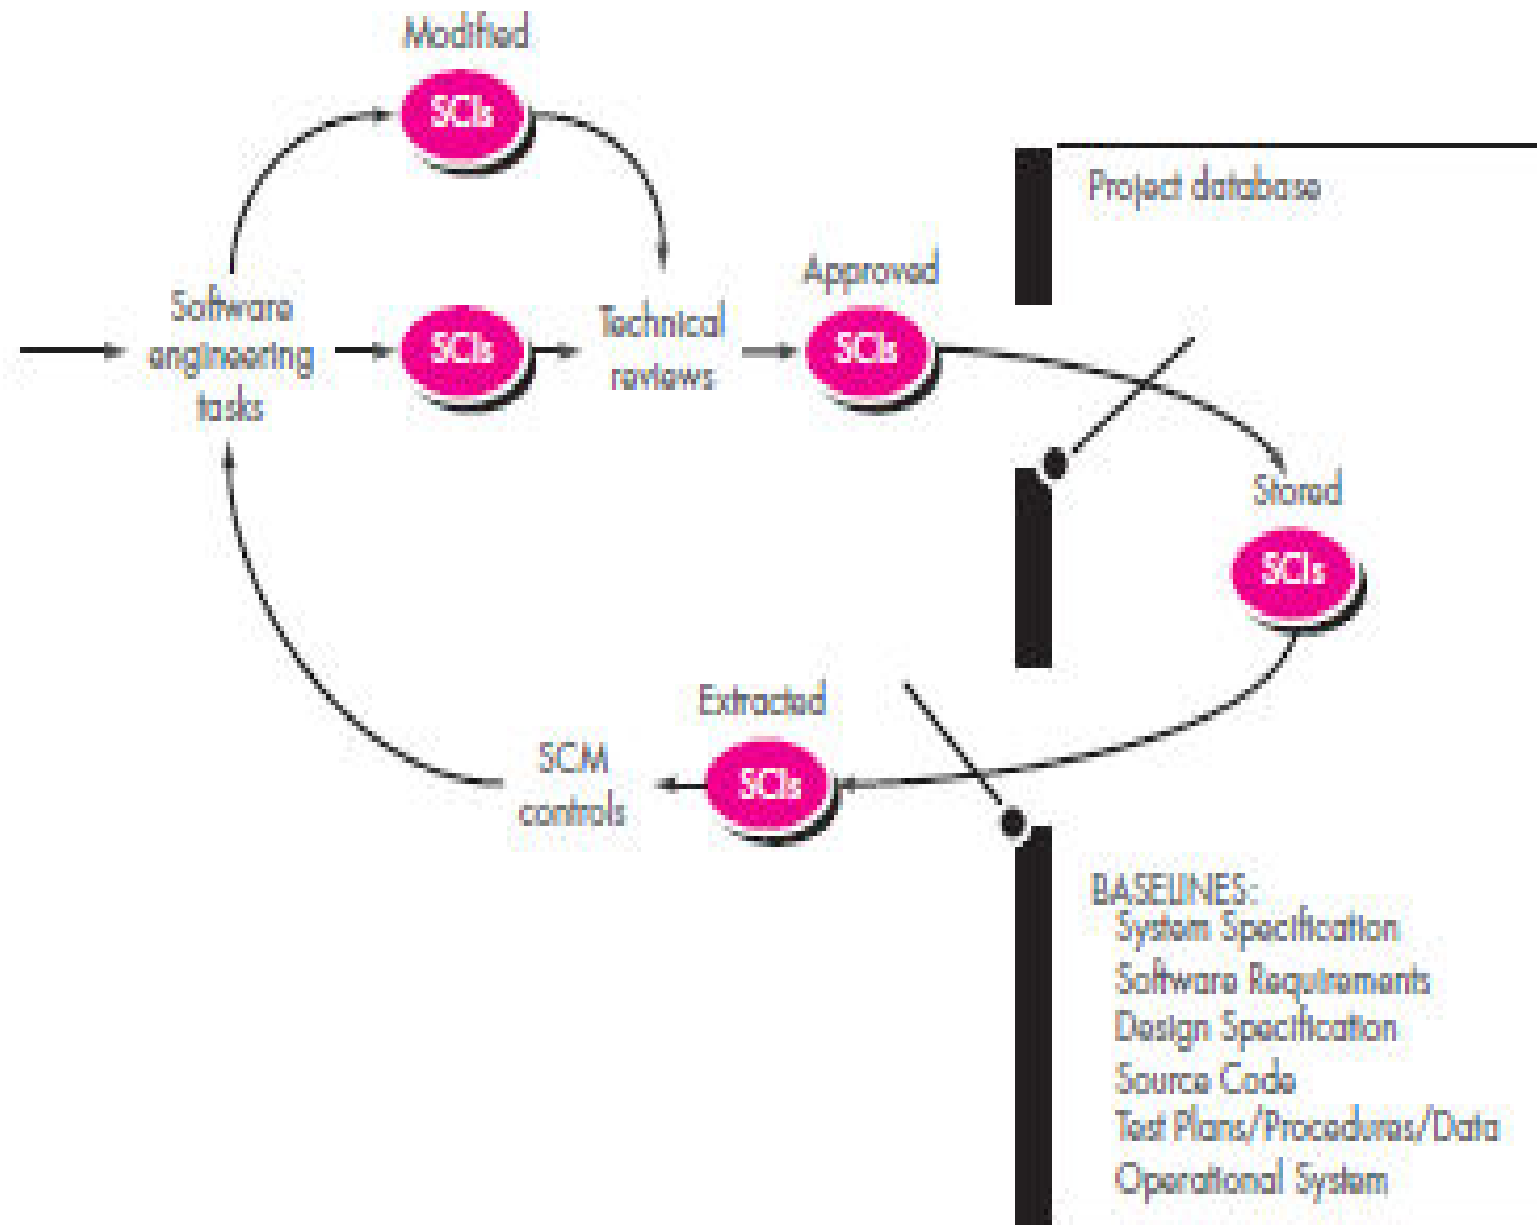 Modified
SCIs
Project database
Approved
Software
engineering
tasks
SCIs
Technical
reviews
SCIs
Stored
SCIs
Extracted
SCIs
SCM
controls
BASELINES:
System Specification
Software Requirements
Design Specification
Source Code
Test Plans/Procedures/Data
Operational System